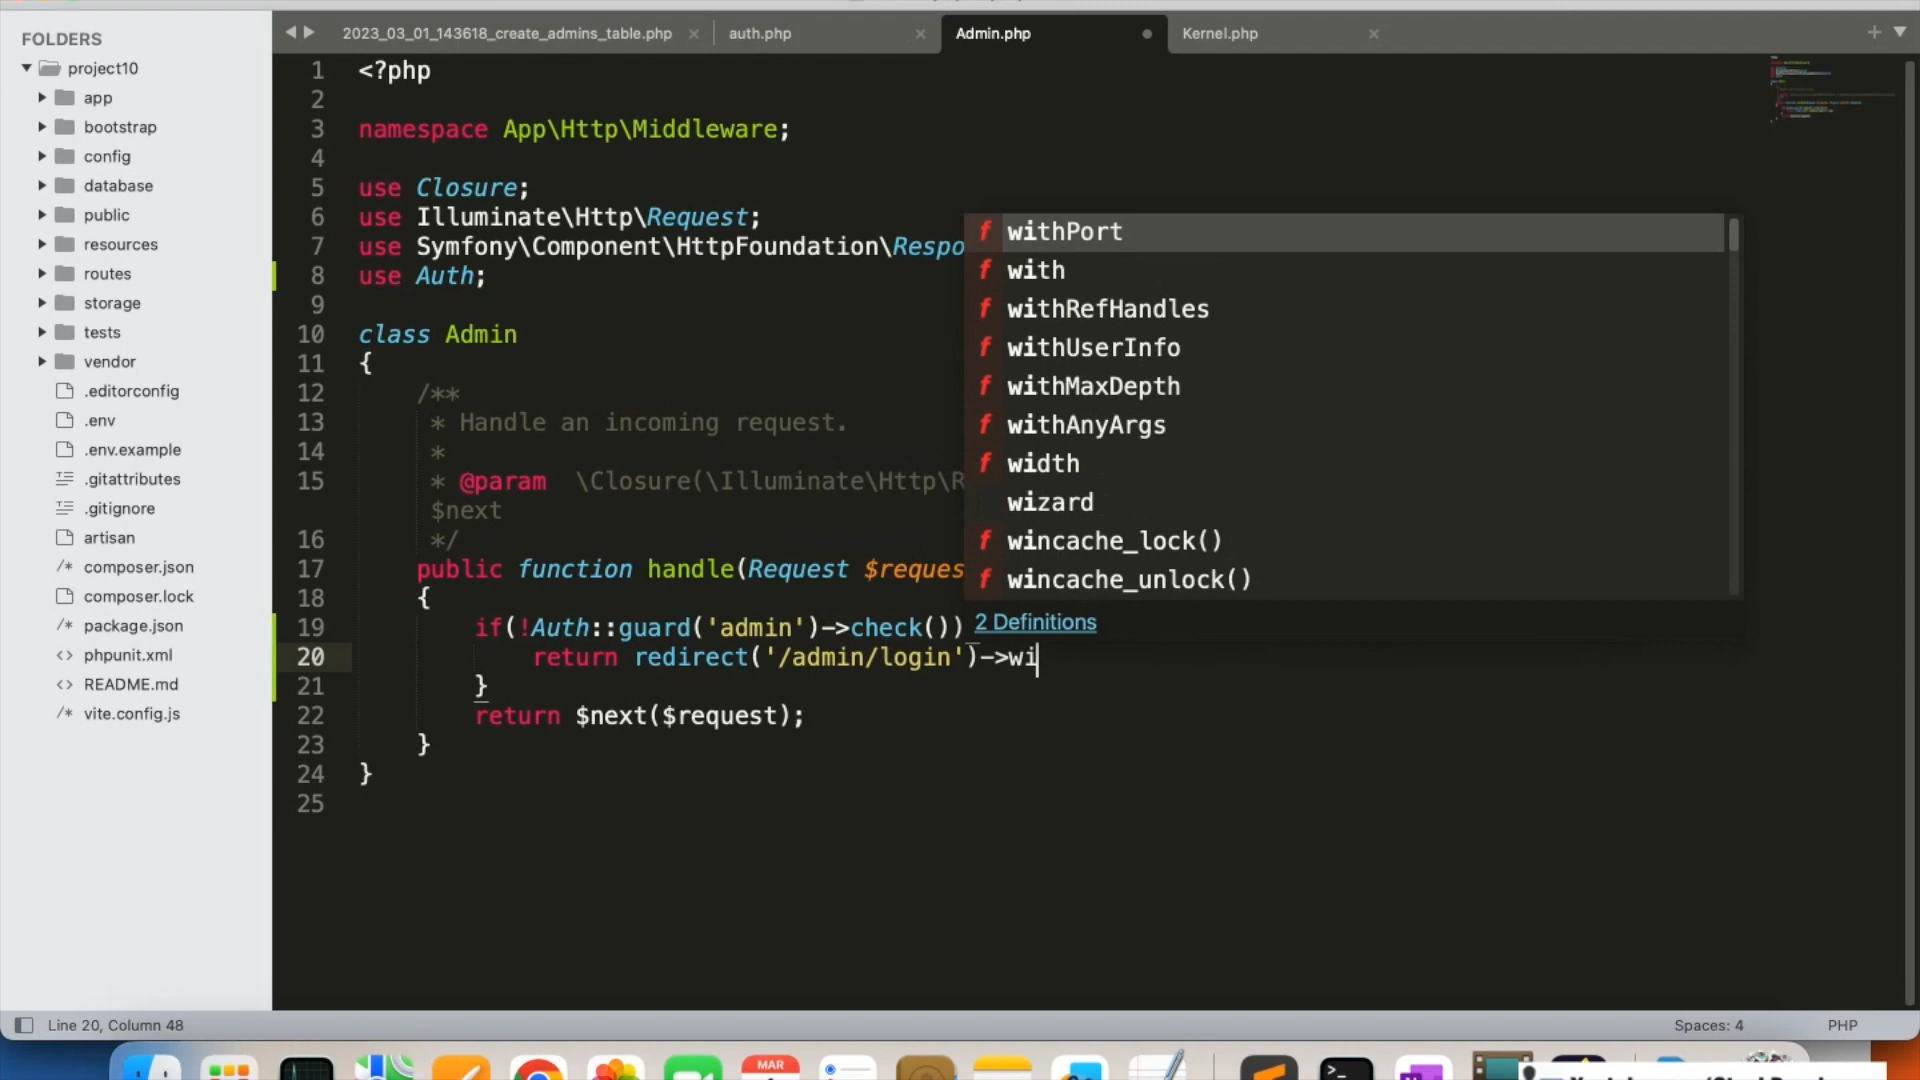 FOLDERS
project10
app
bootstrap
config
database
public
resources
routes
storage
tests
vendor
.editorconfig
.env
.env.example
.gitattributes
.gitignore
artisan
composer.json
composer.lock
package.json
phpunit.xml
README.md
vite.config.js
2023_03_01_143618_create_admins_table.php
auth.php
Admin.php
Kernel.php
1 <?php
2
3 namespace App\Http\Middleware;
4
5 use Closure;
6 use Illuminate\Http\Request;
7 use Symfony\Component\HttpFoundation\Respo
8 use Auth;
9
10 class Admin
11 {
12 /**
13 * Handle an incoming request.
14 *
15 * @param \Closure(\Illuminate\Http\R
$next
16 */
17 public function handle(Request $reques
18 {
19 if(!Auth::guard('admin')->check())
20 return redirect('/admin/login')->wi
21 }
22 return $next($request);
23 }
24 }
25
f withPort
f with
f withRefHandles
f withUserInfo
f withMaxDepth
f withAnyArgs
f width
wizard
f wincache_lock()
f wincache_unlock()
2 Definitions
Line 20, Column 48
Spaces: 4
PHP
MAR